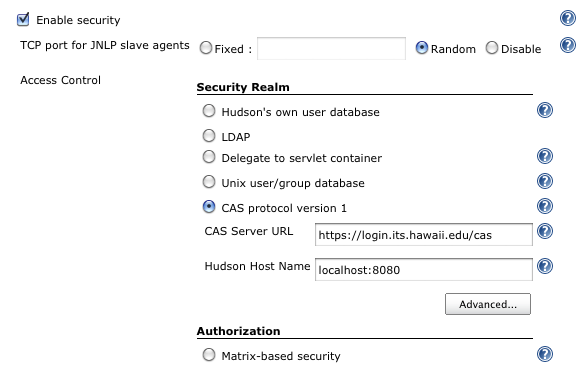 Enable security
TCP port for JNLP slave agents Fixed : Random Disable
Access Control
Security Realm
Hudson's own user database
LDAP
Delegate to servlet container
Unix user/group database
CAS protocol version 1
CAS Server URL https://login.its.hawaii.edu/cas
Hudson Host Name localhost:8080
Advanced...
Authorization
Matrix-based security